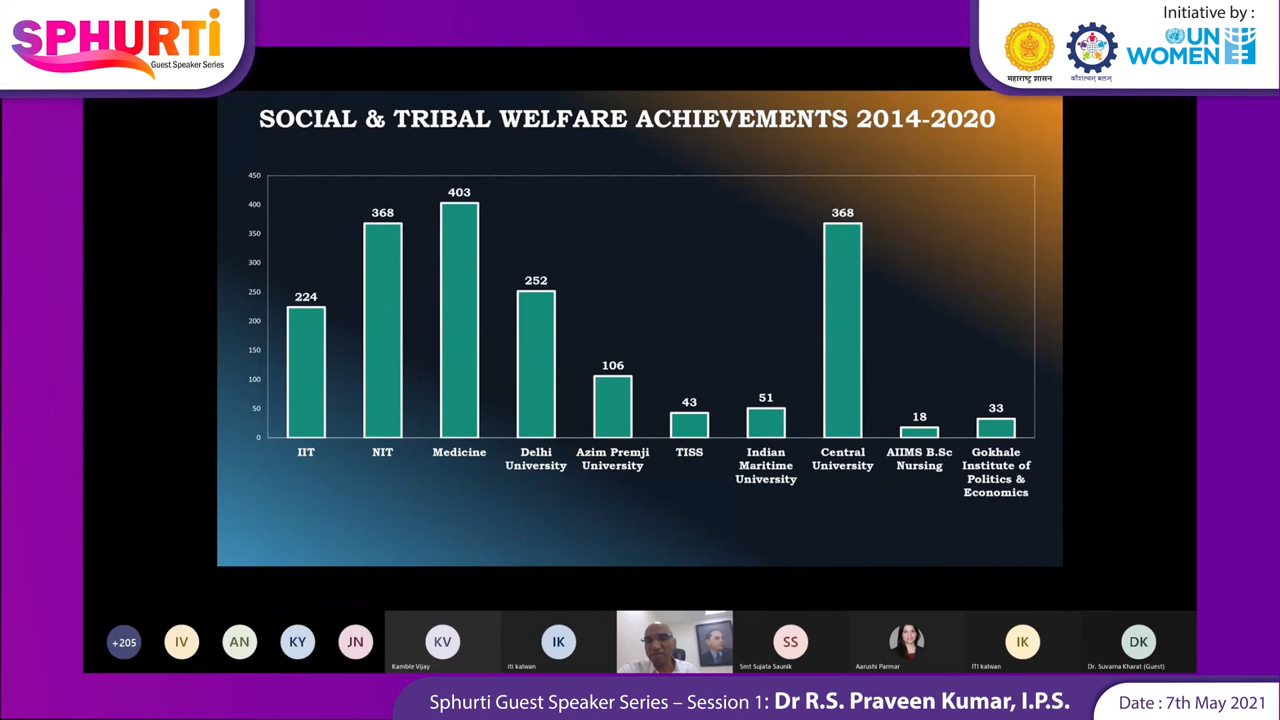 SPHURTI
Guest Speaker Series
Initiative by :
महाराष्ट्र शासन
कौशल्यम् बलम्
UN
WOMEN
SOCIAL & TRIBAL WELFARE ACHIEVEMENTS 2014-2020
450
400
350
300
250
200
150
100
50
0
224
368
403
252
106
43
51
368
18
33
IIT
NIT
Medicine
Delhi
University
Azim Premji
University
TISS
Indian
Maritime
University
Central
University
AIIMS B.Sc
Nursing
Gokhale
Institute of
Politics &
Economics
+205
IV
AN
KY
JN
KV
Kamble Vijay
IK
iti kalwan
SS
Smt Sujata Saunik
Aarushi Parmar
IK
ITI kalwan
DK
Dr. Suvarna Kharat (Guest)
Sphurti Guest Speaker Series – Session 1: Dr R.S. Praveen Kumar, I.P.S.
Date : 7th May 2021